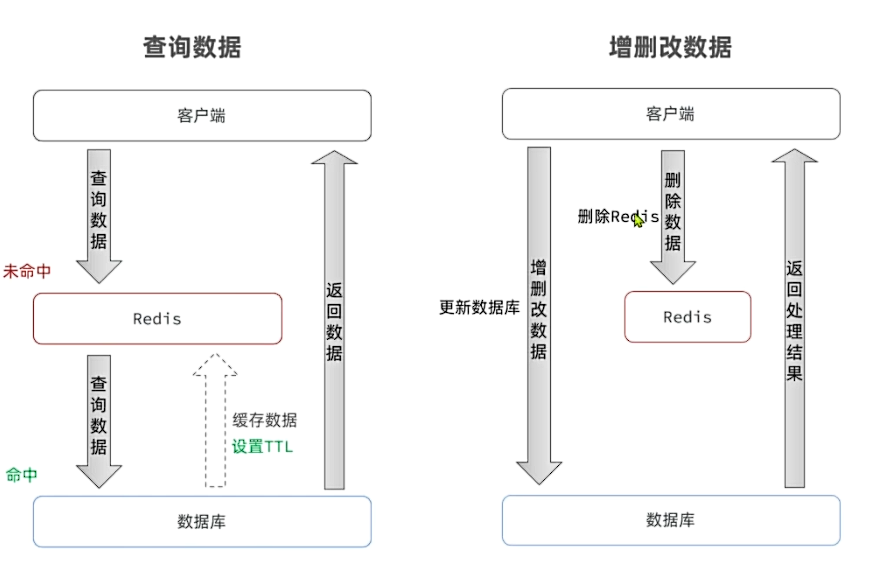 查询数据
增删改数据
客户端
查询数据
未命中
Redis
查询数据
命中
缓存数据
设置TTL
返回数据
数据库
客户端
删除Redis
删除数据
更新数据库
增删改数据
Redis
返回处理结果
数据库